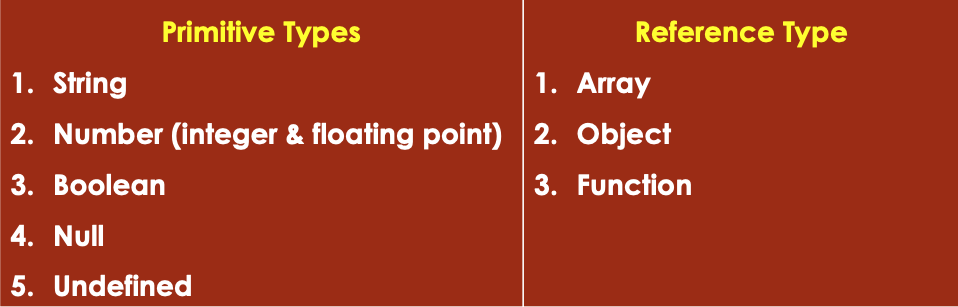 Primitive Types
1. String
2. Number (integer & floating point)
3. Boolean
4. Null
5. Undefined
Reference Type
1. Array
2. Object
3. Function